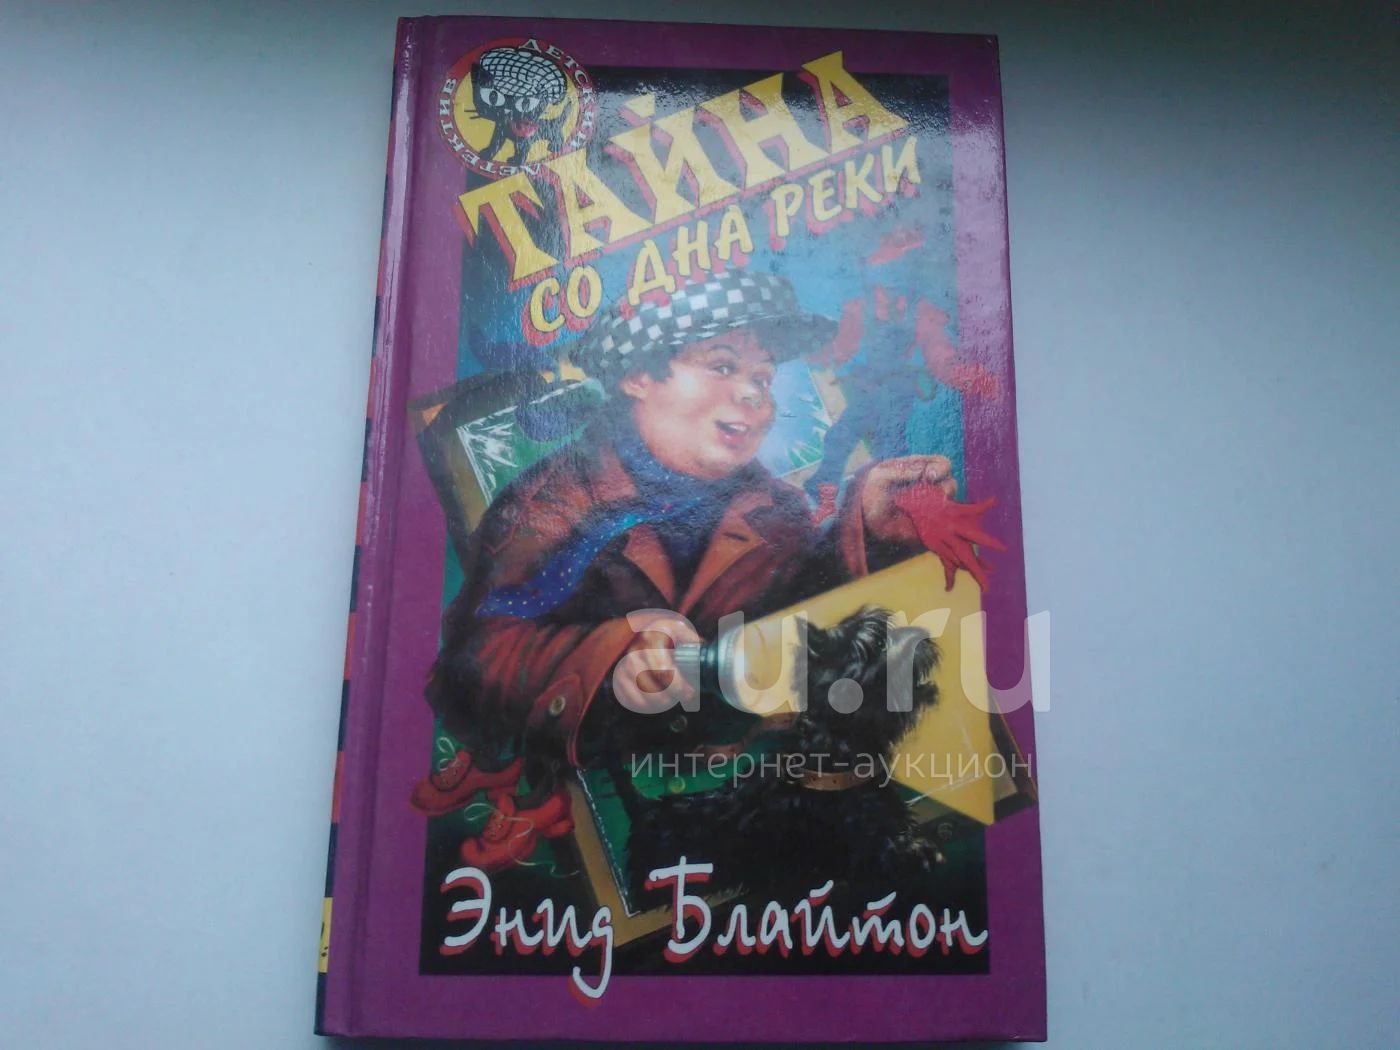 ДЕТСКИЙ ДЕТЕКТИВ
ТАЙНА
СО ДНА РЕКИ
au.ru
интернет-аукцион
Энид Блайтон